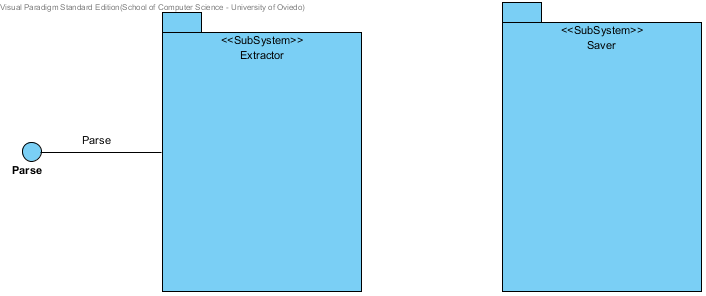 Visual Paradigm Standard Edition(School of Computer Science - University of Oviedo)
<<SubSystem>>
Extractor
<<SubSystem>>
Saver
Parse
Parse